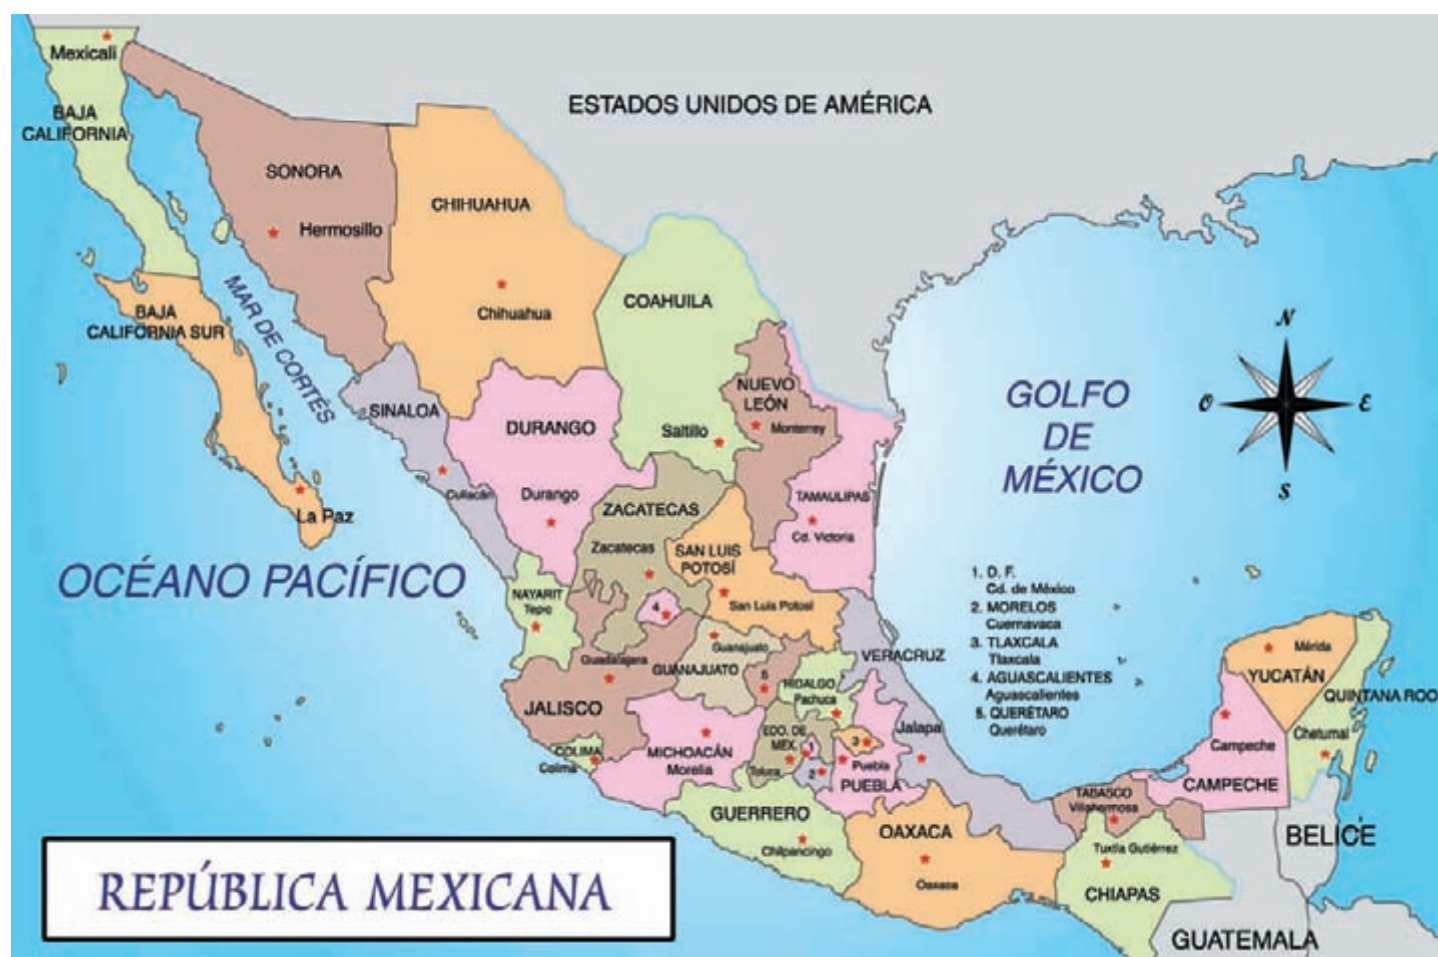 Mexicali
BAJA
CALIFORNIA
SONORA
Hermosillo
CHIHUAHUA
Chihuahua
ESTADOS UNIDOS DE AMÉRICA
BAJA
CALIFORNIA SUR
MAR DE CORTÉS
COAHUILA
Saltillo
NUEVO
LEÓN
Monterrey
N
O
E
S
GOLFO
DE
MÉXICO
SINALOA
Culiacán
DURANGO
Durango
La Paz
OCÉANO PACÍFICO
ZACATECAS
Zacatecas
TAMAULIPAS
Cd. Victoria
SAN LUIS
POTOSÍ
San Luis Potosí
NAYARIT
Tepic
4
Guadalajara
JALISCO
GUANAJUATO
Guanajuato
5
HIDALGO
Pachuca
VERACRUZ
Jalapa
1. D. F.
Cd. de México
2. MORELOS
Cuernavaca
3. TLAXCALA
Tlaxcala
4. AGUASCALIENTES
Aguascalientes
5. QUERÉTARO
Querétaro
COLIMA
Colima
MICHOACÁN
Morelia
EDO. DE
MEX.
Toluca
1
2
3
Puebla
PUEBLA
GUERRERO
Chilpancingo
OAXACA
Oaxaca
TABASCO
Villahermosa
Tuxtla Gutiérrez
CHIAPAS
Mérida
YUCATÁN
QUINTANA ROO
Chetumal
Campeche
CAMPECHE
BELICE
GUATEMALA
REPÚBLICA MEXICANA